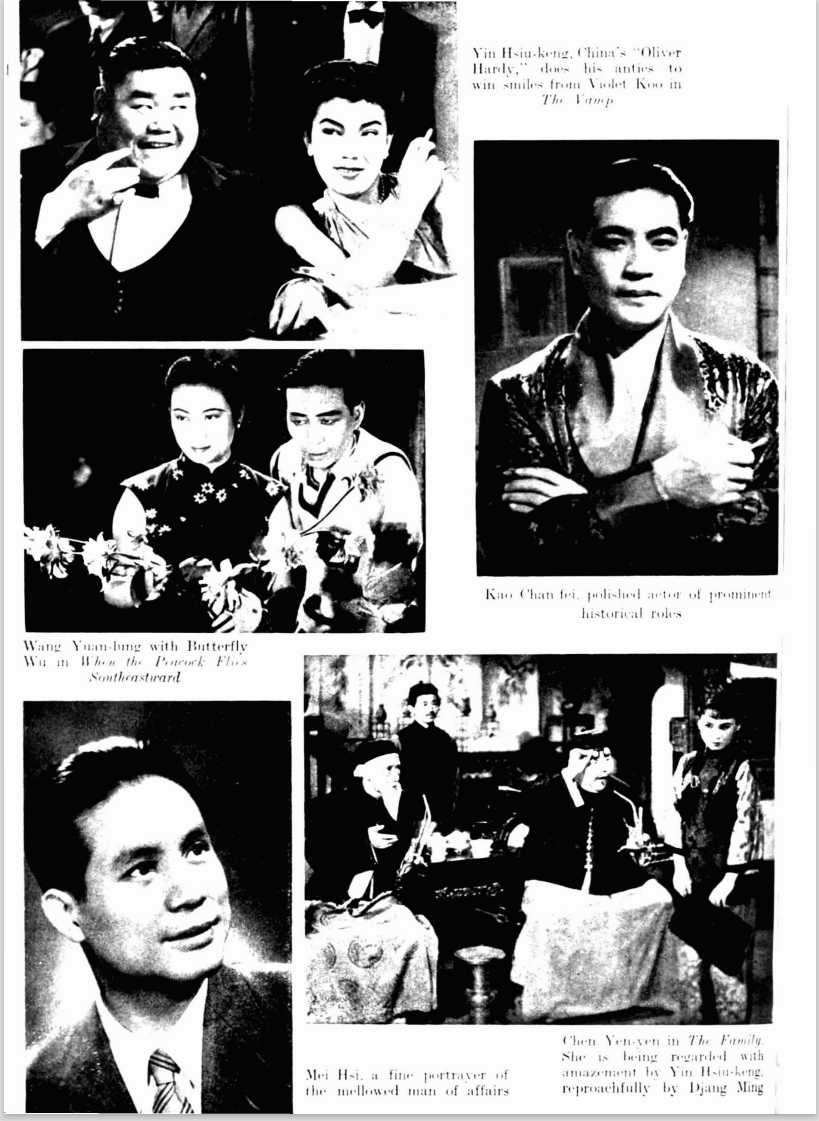 Yin Hsiu-keng, China's "Oliver
Hardy," does his antics to
win smiles from Violet Koo in
The Vamp
Kao Chan fei, polished actor of prominent
historical roles
Wang Yuan-lung with Butterfly
Wu in When the Peacock Flies
Southeastward
Mei Hsi, a fine portrayer of
the mellowed man of affairs
Chen Yen-yen in The Family.
She is being regarded with
amazement by Yin Hsiu-keng,
reproachfully by Djang Ming